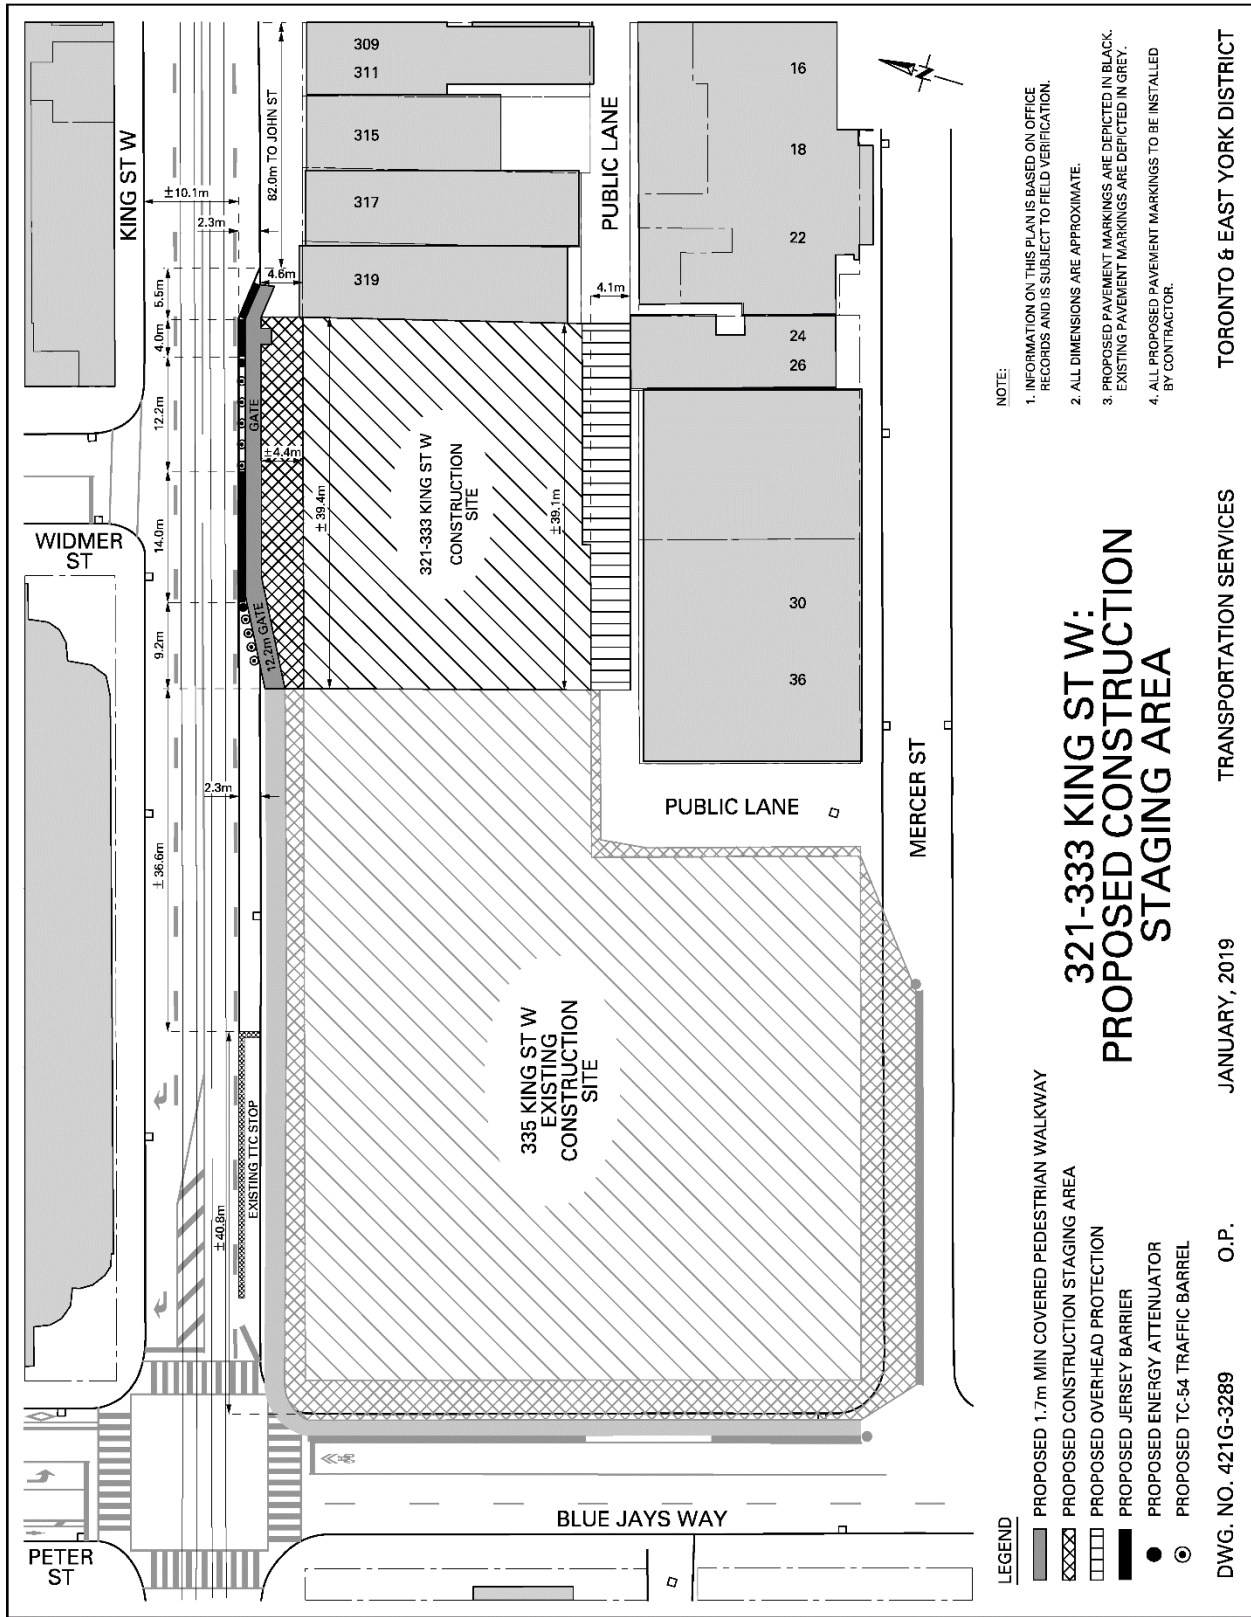 KING ST W
±10.1m
2.3m
82.0m TO JOHN ST
5.5m
4.0m
12.2m
14.0m
9.2m
±36.6m
±40.8m
2.3m
4.6m
±4.4m
4.1m
GATE
12.2m GATE
309
311
315
317
319
PUBLIC LANE
16
18
22
24
26
30
36
N
WIDMER
ST
±39.4m
±39.1m
321-333 KING ST W
CONSTRUCTION
SITE
PUBLIC LANE
MERCER ST
335 KING ST W
EXISTING
CONSTRUCTION
SITE
EXISTING TTC STOP
BLUE JAYS WAY
PETER
ST
NOTE:
1. INFORMATION ON THIS PLAN IS BASED ON OFFICE
RECORDS AND IS SUBJECT TO FIELD VERIFICATION.
2. ALL DIMENSIONS ARE APPROXIMATE.
3. PROPOSED PAVEMENT MARKINGS ARE DEPICTED IN BLACK.
EXISTING PAVEMENT MARKINGS ARE DEPICTED IN GREY.
4. ALL PROPOSED PAVEMENT MARKINGS TO BE INSTALLED
BY CONTRACTOR.
321-333 KING ST W:
PROPOSED CONSTRUCTION
STAGING AREA
LEGEND
PROPOSED 1.7m MIN COVERED PEDESTRIAN WALKWAY
PROPOSED CONSTRUCTION STAGING AREA
PROPOSED OVERHEAD PROTECTION
PROPOSED JERSEY BARRIER
PROPOSED ENERGY ATTENUATOR
PROPOSED TC-54 TRAFFIC BARREL
DWG. NO. 421G-3289 O.P. JANUARY, 2019 TRANSPORTATION SERVICES TORONTO & EAST YORK DISTRICT